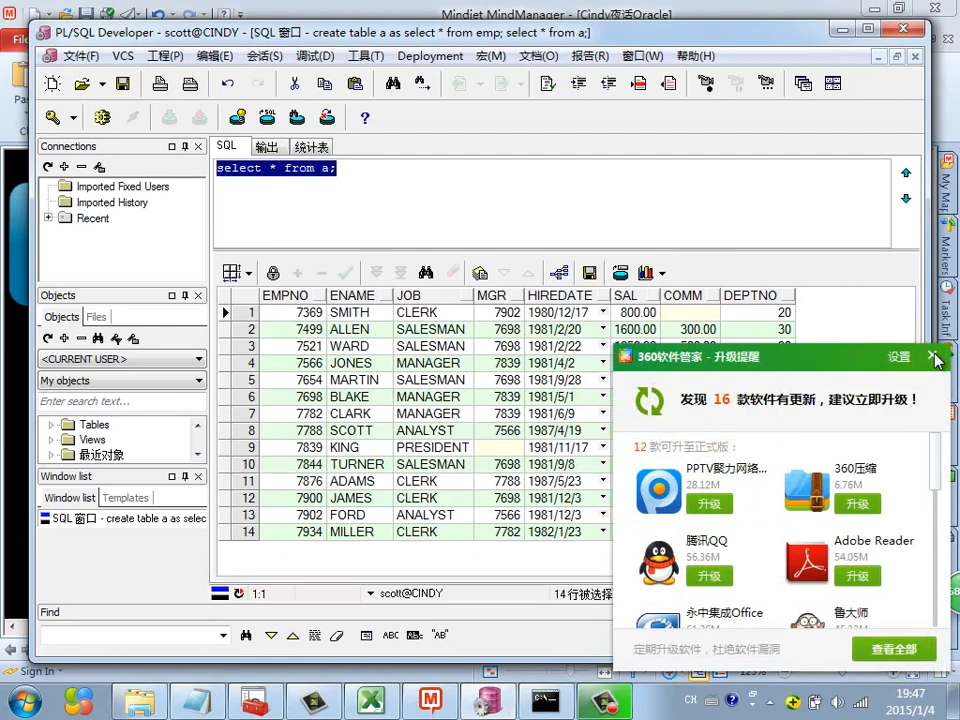 Mindjet MindManager - [Cindy夜话Oracle]
PL/SQL Developer - scott@CINDY - [SQL 窗口 - create table a as select * from emp; select * from a;]
文件(F) VCS 工程(P) 编辑(E) 会话(S) 调试(D) 工具(T) Deployment 宏(M) 文档(O) 报告(R) 窗口(W) 帮助(H)
Connections
Imported Fixed Users
Imported History
Recent
SQL 输出 统计表
select * from a;
Objects
Objects Files
<CURRENT USER>
My objects
Enter search text...
Tables
Views
最近对象
Window list
Window list Templates
SQL 窗口 - create table a as selec
EMPNO ENAME JOB MGR HIREDATE SAL COMM DEPTNO
1 7369 SMITH CLERK 7902 1980/12/17 800.00 20
2 7499 ALLEN SALESMAN 7698 1981/2/20 1600.00 300.00 30
3 7521 WARD SALESMAN 7698 1981/2/22
4 7566 JONES MANAGER 7839 1981/4/2
5 7654 MARTIN SALESMAN 7698 1981/9/28
6 7698 BLAKE MANAGER 7839 1981/5/1
7 7782 CLARK MANAGER 7839 1981/6/9
8 7788 SCOTT ANALYST 7566 1987/4/19
9 7839 KING PRESIDENT 1981/11/17
10 7844 TURNER SALESMAN 7698 1981/9/8
11 7876 ADAMS CLERK 7788 1987/5/23
12 7900 JAMES CLERK 7698 1981/12/3
13 7902 FORD ANALYST 7566 1981/12/3
14 7934 MILLER CLERK 7782 1982/1/23
1:1 scott@CINDY 14 行被选择
Find
ABC "AB"
360软件管家 - 升级提醒 设置
发现 16 款软件有更新，建议立即升级！
12 款可升至正式版：
PPTV聚力网络...
28.12M
升级
360压缩
6.76M
升级
腾讯QQ
56.36M
升级
Adobe Reader
54.05M
升级
永中集成Office
鲁大师
定期升级软件，杜绝软件漏洞 查看全部
My Map
Markers
Task Inf
Sign In
CH
19:47
2015/1/4